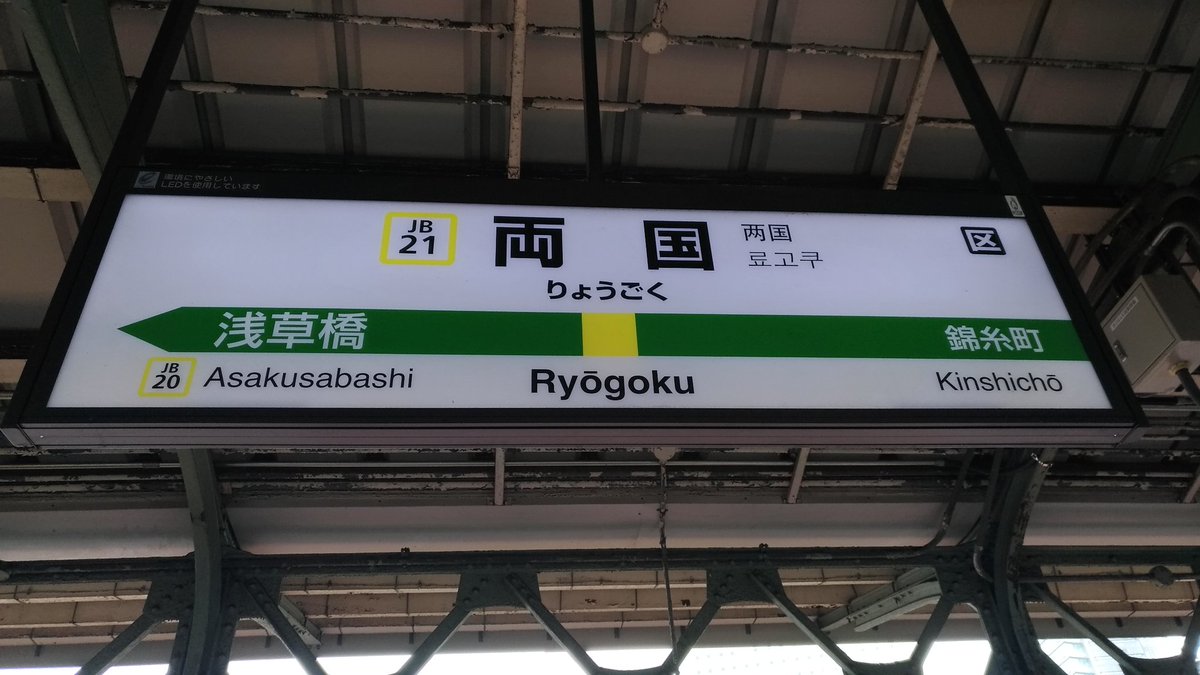 環境にやさしい
LEDを使用しています
JB
21
両国
两国
료고쿠
区
りょうごく
浅草橋
錦糸町
JB
20
Asakusabashi
Ryōgoku
Kinshichō